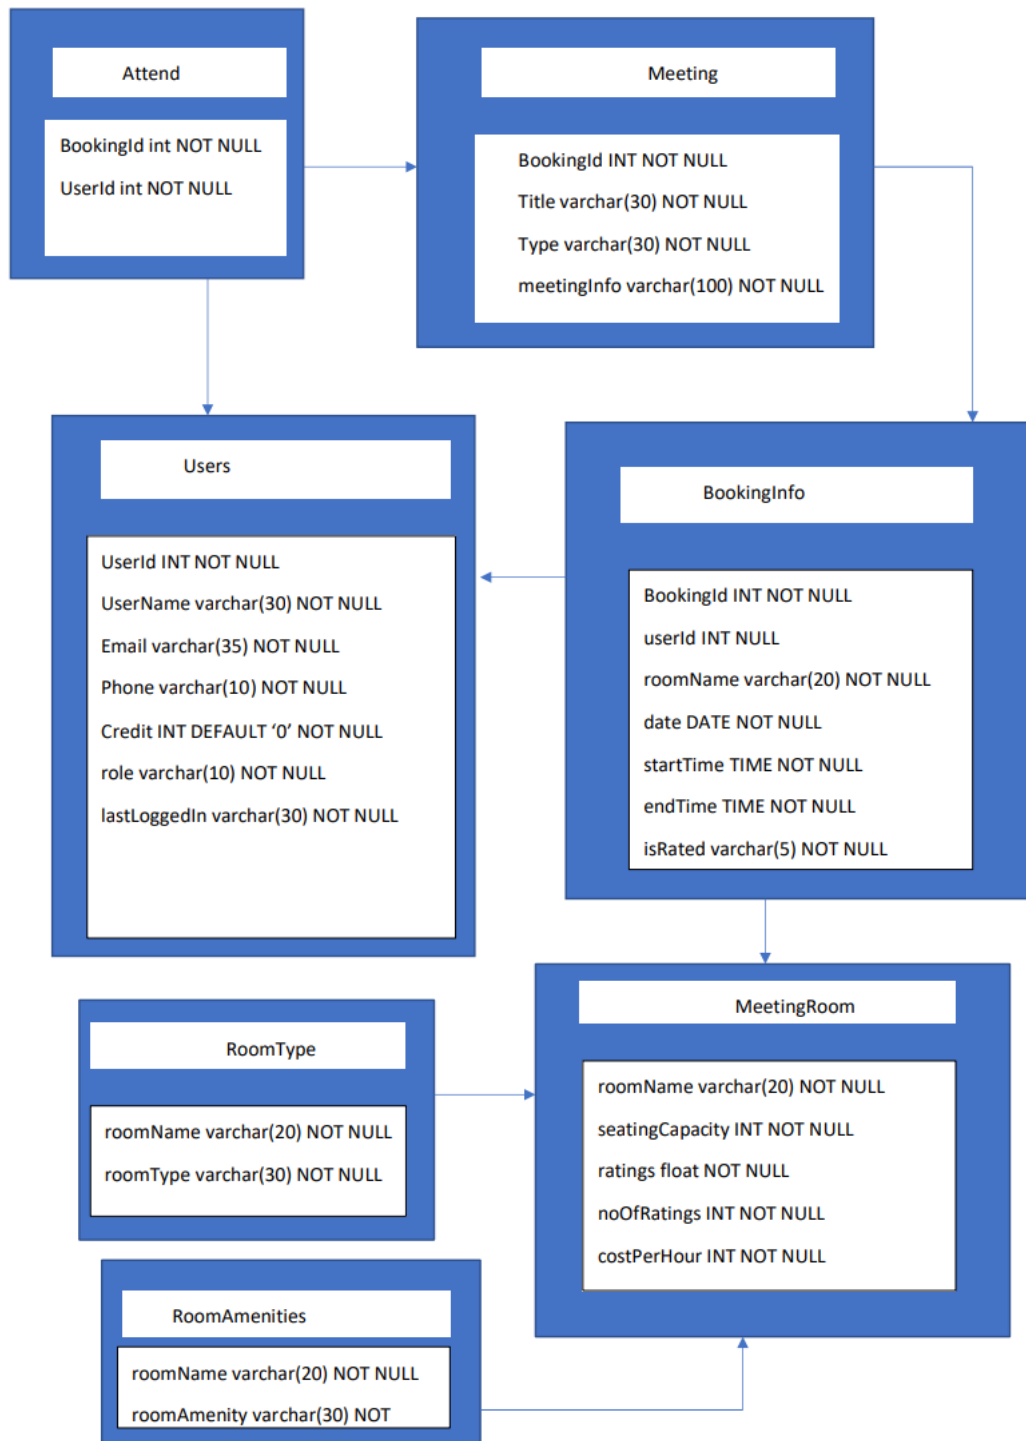 Attend
BookingId int NOT NULL
UserId int NOT NULL
Meeting
BookingId INT NOT NULL
Title varchar(30) NOT NULL
Type varchar(30) NOT NULL
meetingInfo varchar(100) NOT NULL
Users
UserId INT NOT NULL
UserName varchar(30) NOT NULL
Email varchar(35) NOT NULL
Phone varchar(10) NOT NULL
Credit INT DEFAULT ‘0’ NOT NULL
role varchar(10) NOT NULL
lastLoggedIn varchar(30) NOT NULL
BookingInfo
BookingId INT NOT NULL
userId INT NULL
roomName varchar(20) NOT NULL
date DATE NOT NULL
startTime TIME NOT NULL
endTime TIME NOT NULL
isRated varchar(5) NOT NULL
RoomType
roomName varchar(20) NOT NULL
roomType varchar(30) NOT NULL
MeetingRoom
roomName varchar(20) NOT NULL
seatingCapacity INT NOT NULL
ratings float NOT NULL
noOfRatings INT NOT NULL
costPerHour INT NOT NULL
RoomAmenities
roomName varchar(20) NOT NULL
roomAmenity varchar(30) NOT